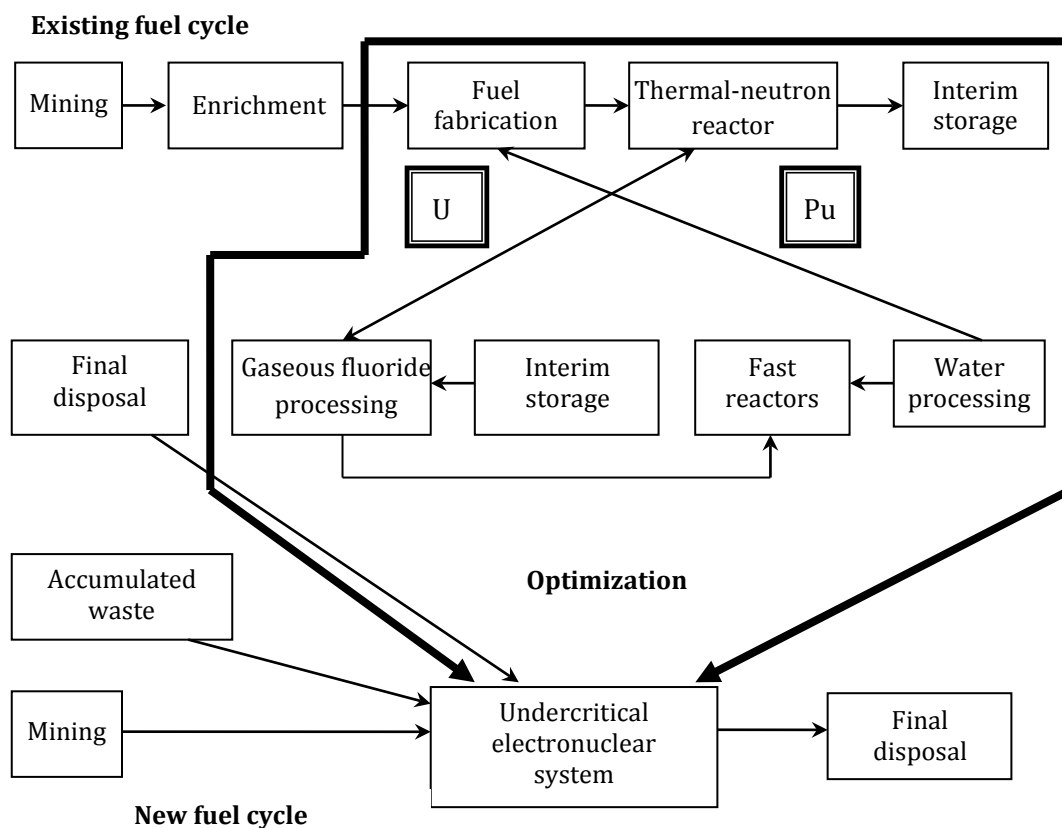 Existing fuel cycle
Mining
Enrichment
Fuel
fabrication
Thermal-neutron
reactor
Interim
storage
U
Pu
Final
disposal
Gaseous fluoride
processing
Interim
storage
Fast
reactors
Water
processing
Accumulated
waste
Optimization
Mining
Undercritical
electronuclear
system
Final
disposal
New fuel cycle